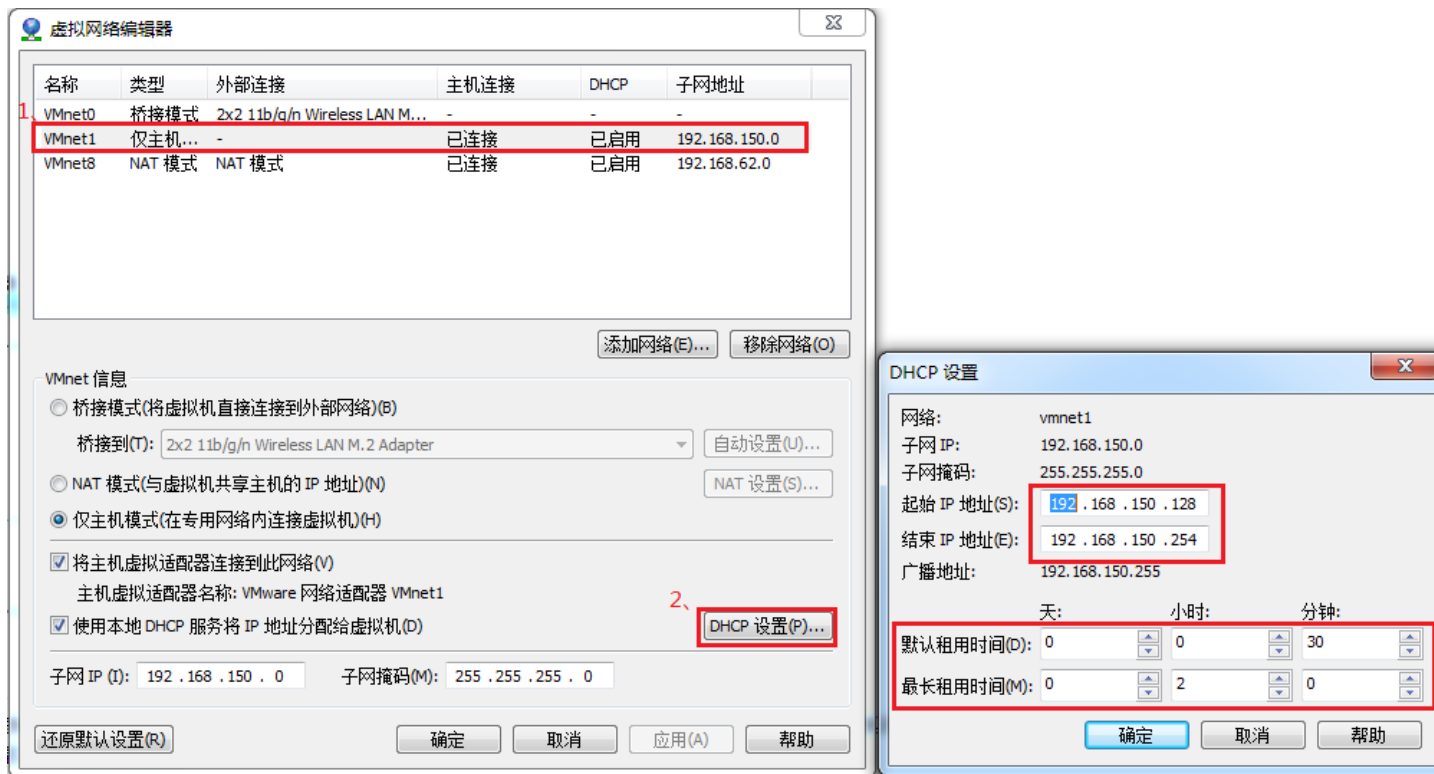 虚拟网络编辑器
名称 类型 外部连接 主机连接 DHCP 子网地址
VMnet0 桥接模式 2x2 11b/g/n Wireless LAN M... - - -
1、
VMnet1 仅主机... - 已连接 已启用 192.168.150.0
VMnet8 NAT 模式 NAT 模式 已连接 已启用 192.168.62.0
添加网络(E)... 移除网络(O)
VMnet 信息
桥接模式(将虚拟机直接连接到外部网络)(B)
桥接到(T): 2x2 11b/g/n Wireless LAN M.2 Adapter 自动设置(U)...
NAT 模式(与虚拟机共享主机的 IP 地址)(N) NAT 设置(S)...
仅主机模式(在专用网络内连接虚拟机)(H)
将主机虚拟适配器连接到此网络(V)
主机虚拟适配器名称: VMware 网络适配器 VMnet1
2、
使用本地 DHCP 服务将 IP 地址分配给虚拟机(D) DHCP 设置(P)...
子网 IP (I): 192 . 168 . 150 . 0 子网掩码(M): 255 . 255 . 255 . 0
还原默认设置(R) 确定 取消 应用(A) 帮助
DHCP 设置
网络: vmnet1
子网 IP: 192.168.150.0
子网掩码: 255.255.255.0
起始 IP 地址(S): 192 . 168 . 150 . 128
结束 IP 地址(E): 192 . 168 . 150 . 254
广播地址: 192.168.150.255
天: 小时: 分钟:
默认租用时间(D): 0 0 30
最长租用时间(M): 0 2 0
确定 取消 帮助